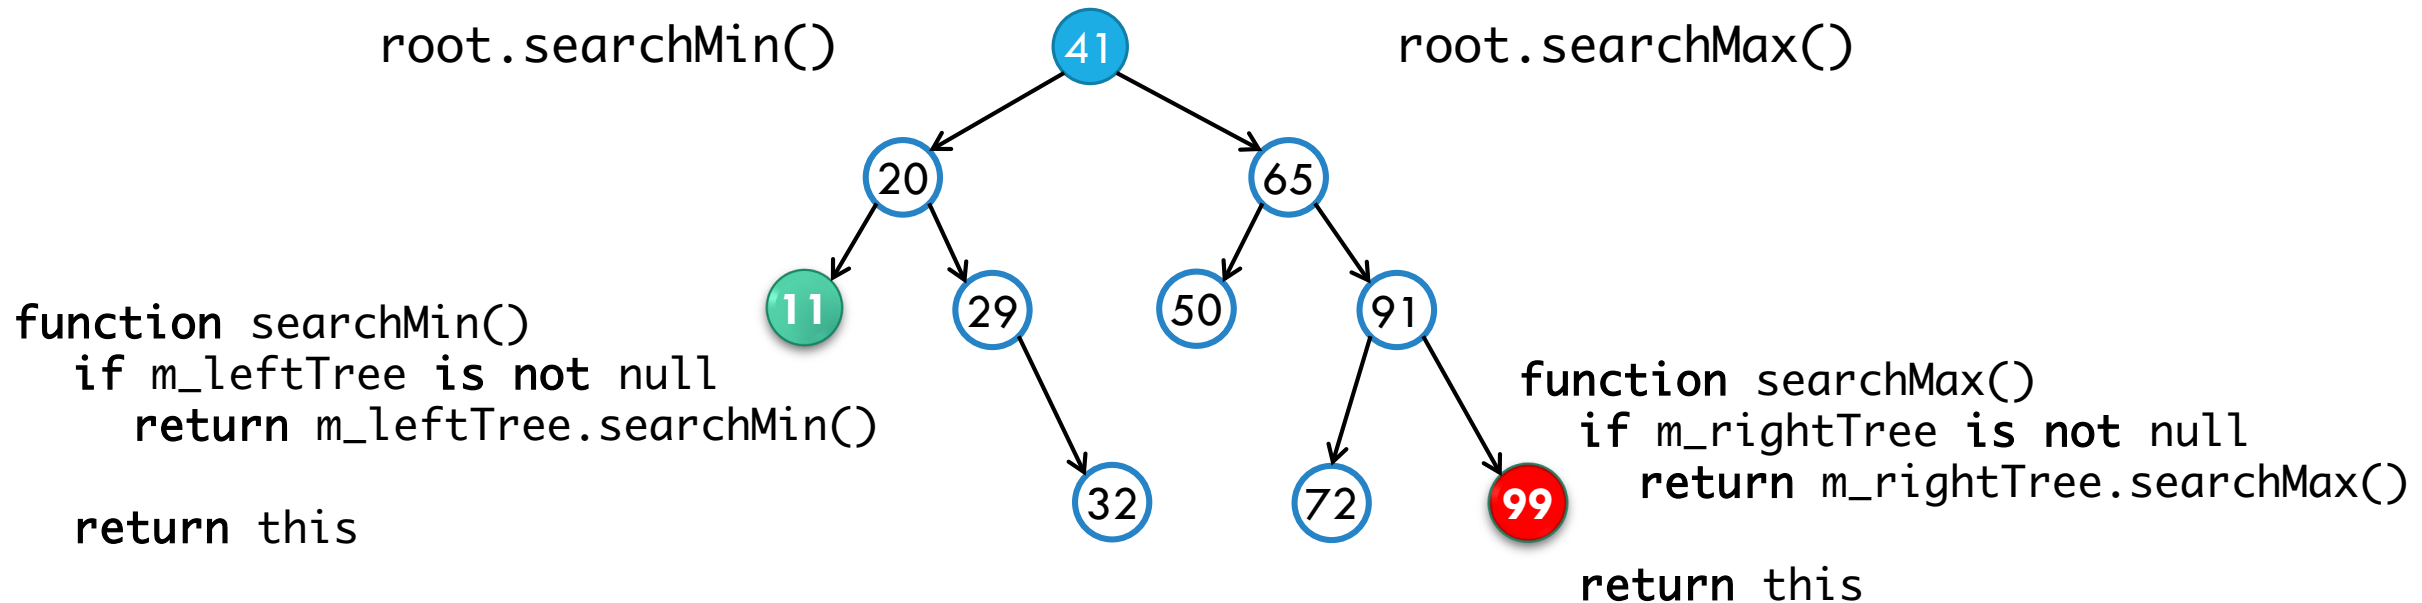 root.searchMin()
41
root.searchMax()
20
65
11
29
50
91
function searchMin()
if m_leftTree is not null
return m_leftTree.searchMin()
return this
32
72
99
function searchMax()
if m_rightTree is not null
return m_rightTree.searchMax()
return this